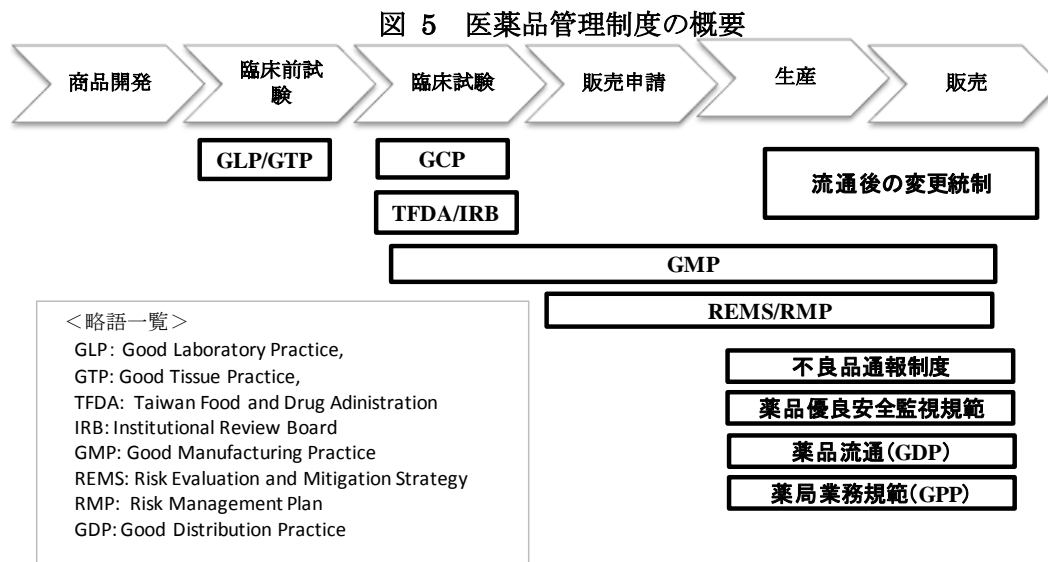 図 5 医薬品管理制度の概要
商品開発
臨床前試
験
臨床試験
販売申請
生産
販売
GLP/GTP
GCP
流通後の変更統制
TFDA/IRB
GMP
REMS/RMP
不良品通報制度
薬品優良安全監視規範
薬品流通(GDP)
薬局業務規範(GPP)
＜略語一覧＞
GLP: Good Laboratory Practice,
GTP: Good Tissue Practice,
TFDA: Taiwan Food and Drug Adinistration
IRB: Institutional Review Board
GMP: Good Manufacturing Practice
REMS: Risk Evaluation and Mitigation Strategy
RMP: Risk Management Plan
GDP: Good Distribution Practice